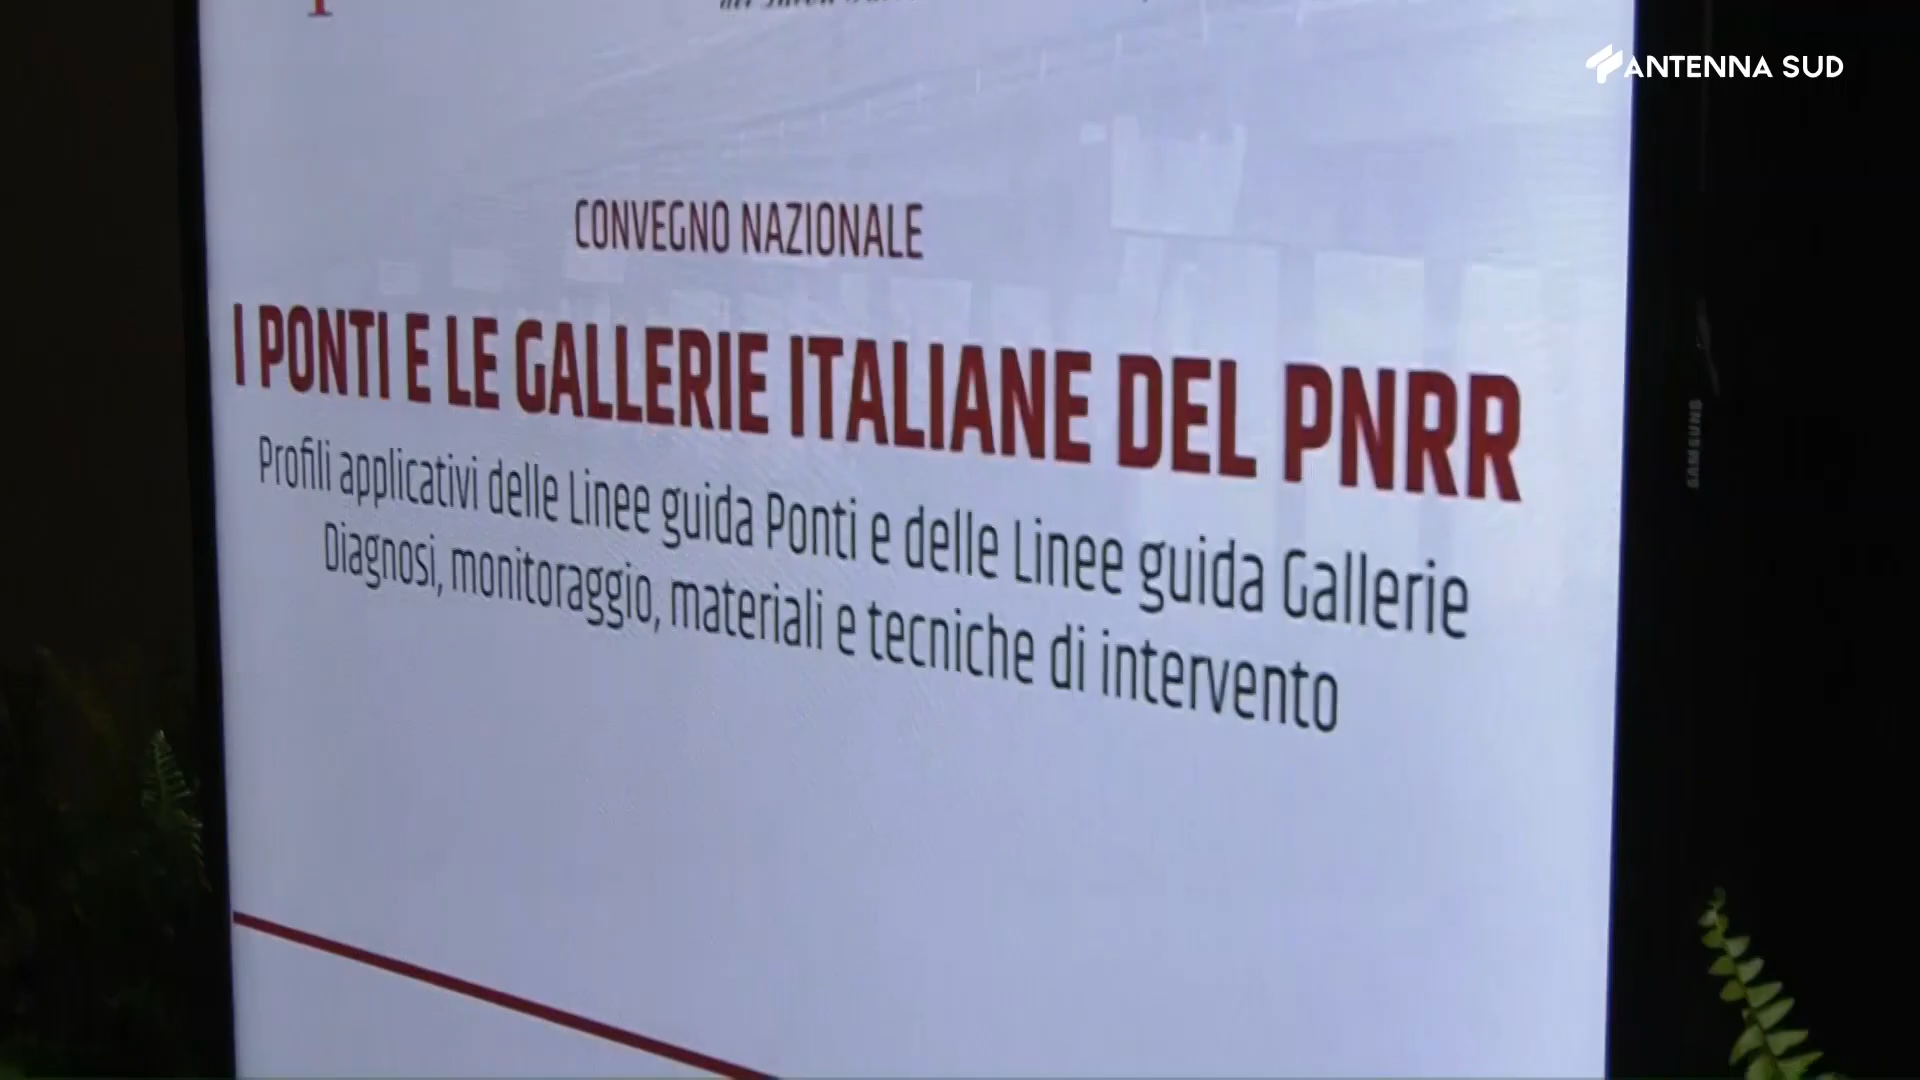 ANTENNA SUD
CONVEGNO NAZIONALE
I PONTI E LE GALLERIE ITALIANE DEL PNRR
Profili applicativi delle Linee guida Ponti e delle Linee guida Gallerie
Diagnosi, monitoraggio, materiali e tecniche di intervento
SAMSUNG